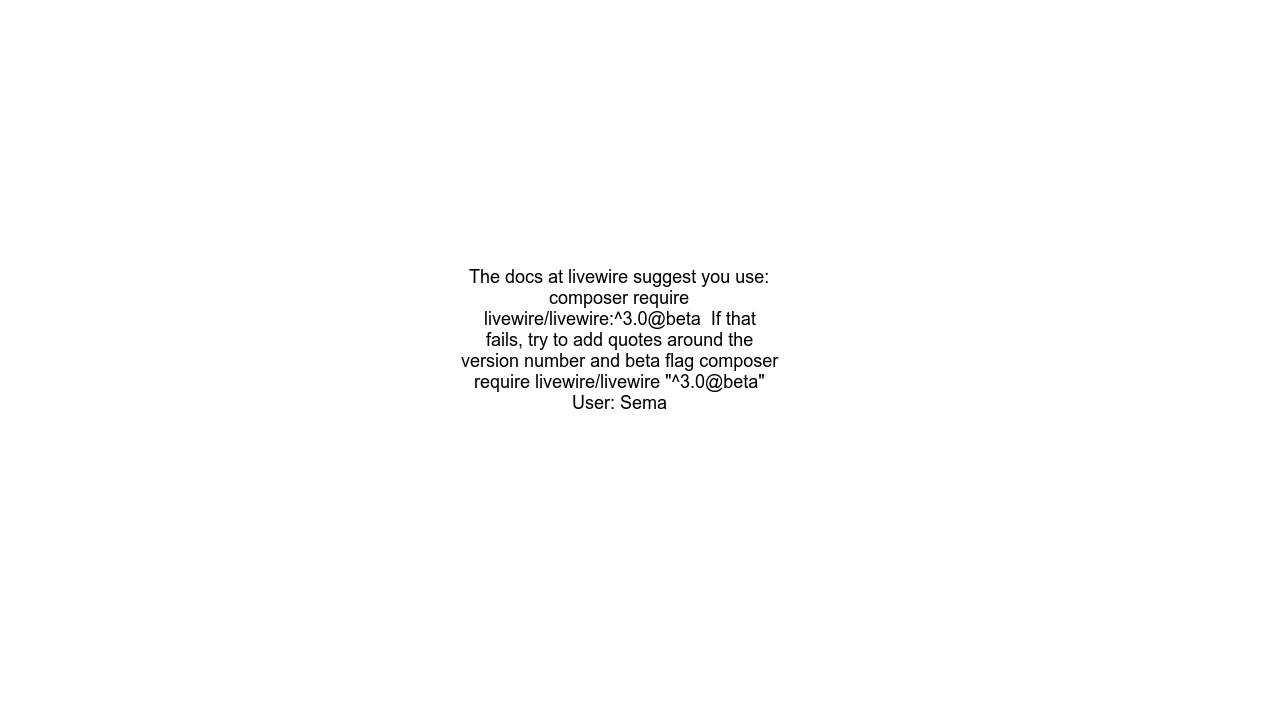 The docs at livewire suggest you use:
composer require
livewire/livewire:^3.0@beta  If that
fails, try to add quotes around the
version number and beta flag composer
require livewire/livewire "^3.0@beta"
User: Sema